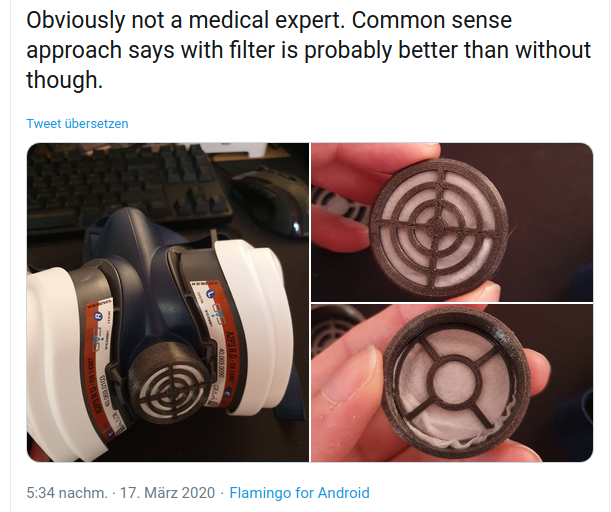 Obviously not a medical expert. Common sense
approach says with filter is probably better than without
though.
Tweet übersetzen
5:34 nachm. · 17. März 2020 · Flamingo for Android